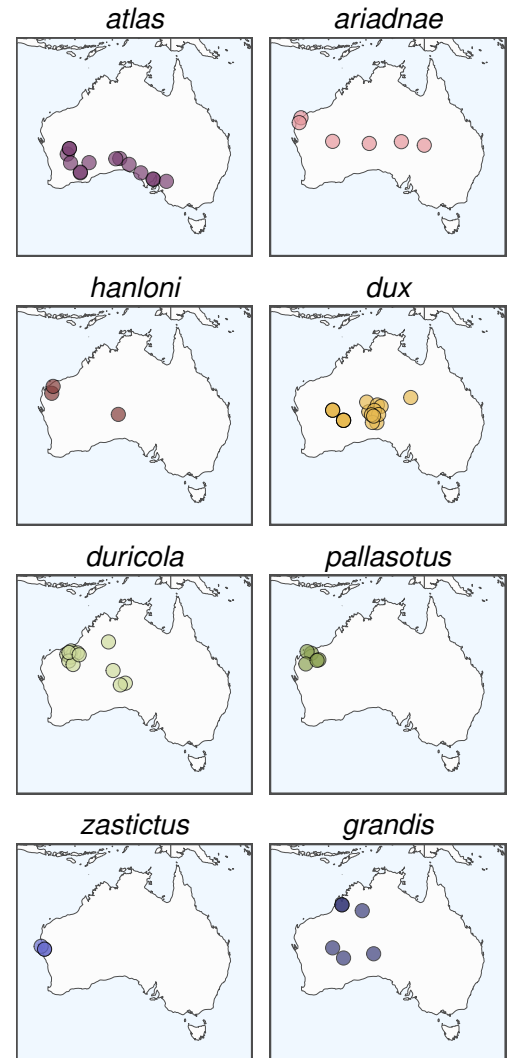 atlas
ariadnae
hanloni
dux
duricola
pallasotus
zastictus
grandis